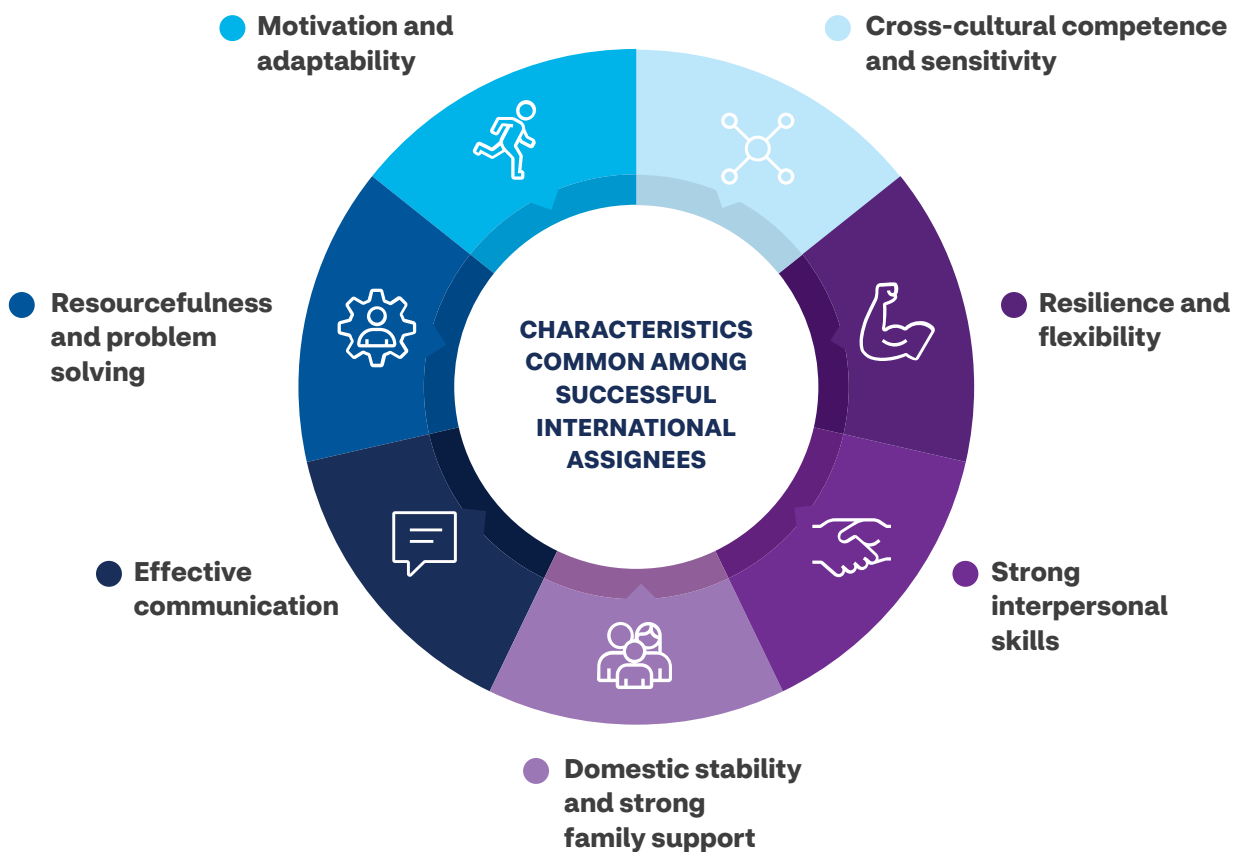 Motivation and
adaptability
Cross-cultural competence
and sensitivity
Resourcefulness
and problem
solving
CHARACTERISTICS
COMMON AMONG
SUCCESSFUL
INTERNATIONAL
ASSIGNEES
Resilience and
flexibility
Effective
communication
Strong
interpersonal
skills
Domestic stability
and strong
family support